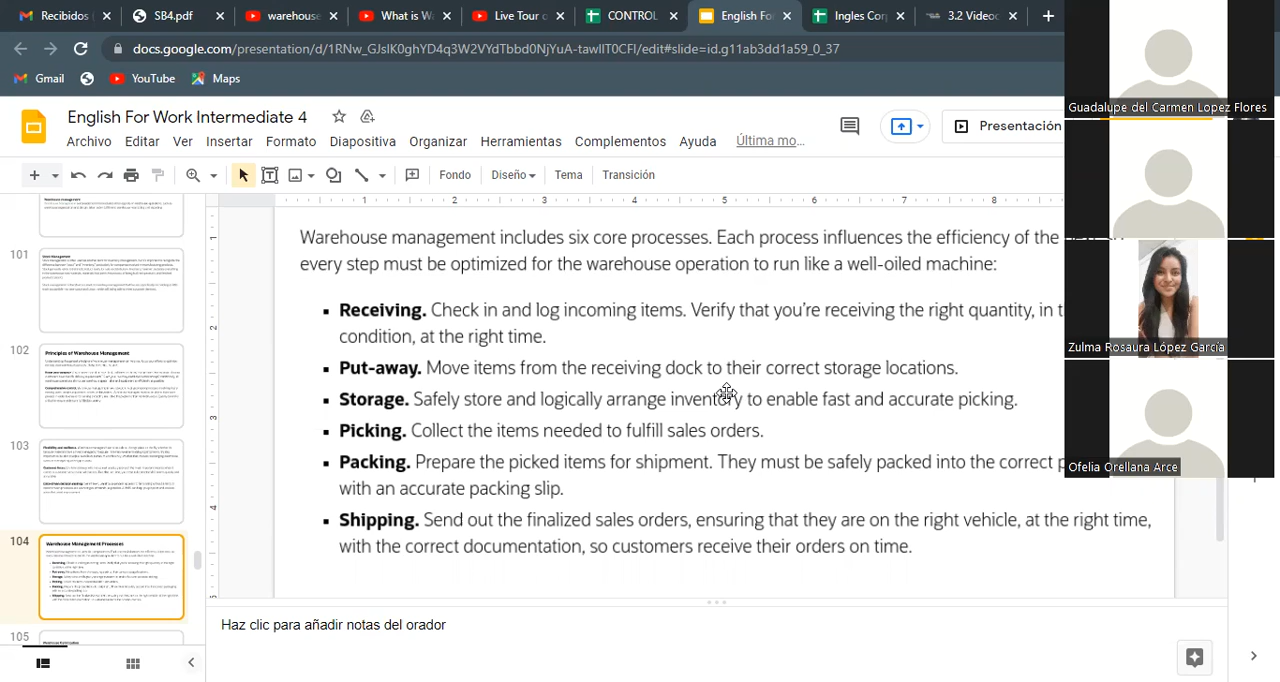 Recibidos
SB4.pdf
warehouse
What is W
Live Tour o
CONTROL
English Fo
Ingles Cor
3.2 Videoc
docs.google.com/presentation/d/1RNw_GJslK0ghYD4q3W2VYdTbbd0NjYuA-tawlIT0CFI/edit#slide=id.g11ab3dd1a59_0_37
Gmail
YouTube
Maps
English For Work Intermediate 4
Archivo Editar Ver Insertar Formato Diapositiva Organizar Herramientas Complementos Ayuda Última mo...
Presentación
Fondo Diseño Tema Transición
1 2 3 4 5 6 7 8
101
102
Principles of Warehouse Management
103
104
Warehouse Management Processes
105
Warehouse management includes six core processes. Each process influences the efficiency of the
every step must be optimized for the warehouse operation to run like a well-oiled machine:
Receiving. Check in and log incoming items. Verify that you're receiving the right quantity, in t
condition, at the right time.
Put-away. Move items from the receiving dock to their correct storage locations.
Storage. Safely store and logically arrange inventory to enable fast and accurate picking.
Picking. Collect the items needed to fulfill sales orders.
Packing. Prepare the picked items for shipment. They must be safely packed into the correct p
with an accurate packing slip.
Shipping. Send out the finalized sales orders, ensuring that they are on the right vehicle, at the right time,
with the correct documentation, so customers receive their orders on time.
Haz clic para añadir notas del orador
Guadalupe del Carmen Lopez Flores
Zulma Rosaura López García
Ofelia Orellana Arce